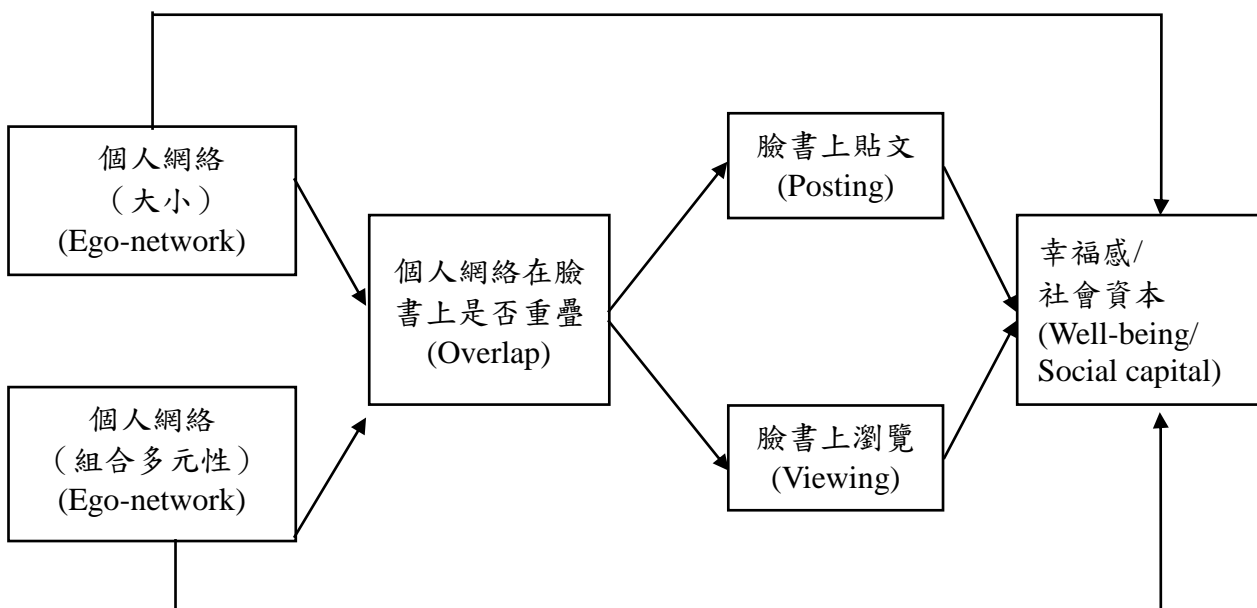 個人網絡
（大小）
(Ego-network)
個人網絡
（組合多元性）
(Ego-network)
個人網絡在臉
書上是否重疊
(Overlap)
臉書上貼文
(Posting)
臉書上瀏覽
(Viewing)
幸福感/
社會資本
(Well-being/
Social capital)